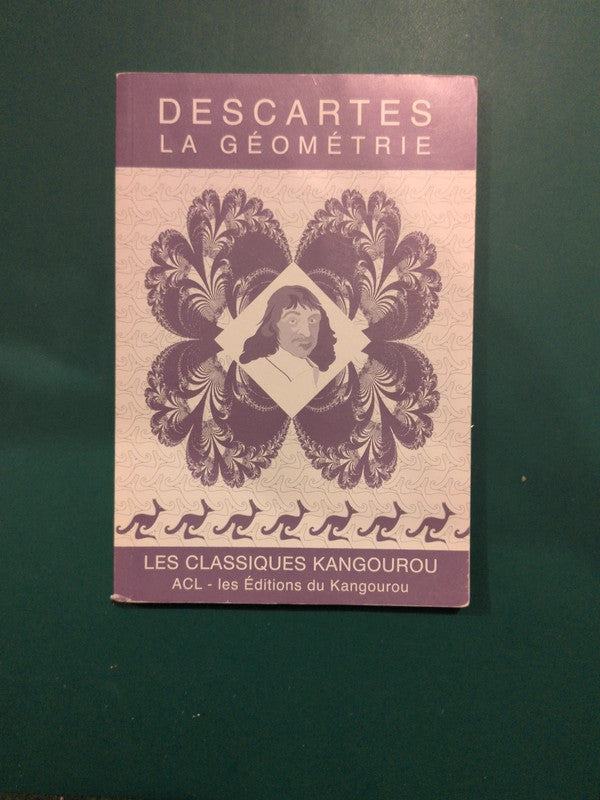 DESCARTES
LA GÉOMÉTRIE
LES CLASSIQUES KANGOUROU
ACL - les Éditions du Kangourou